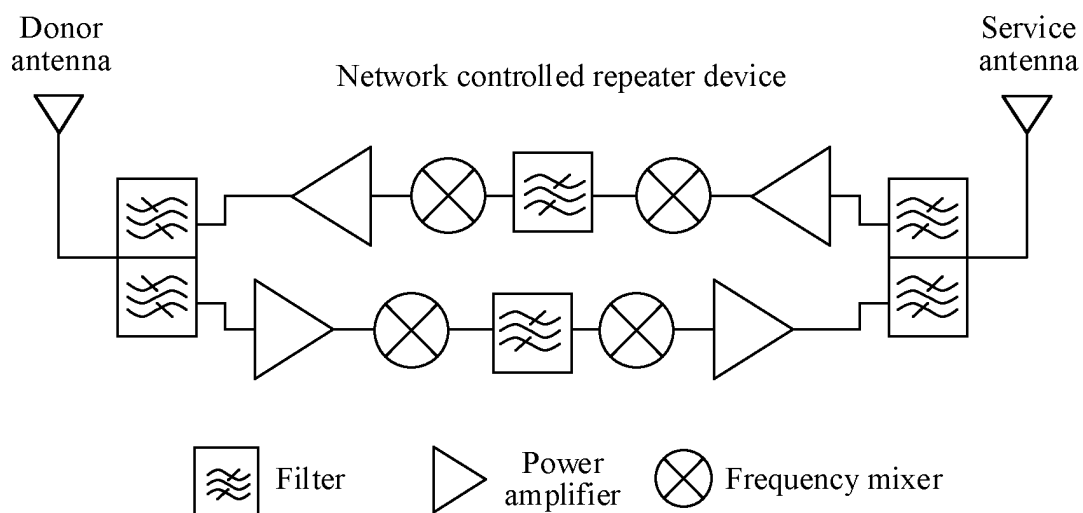 Donor
antenna
Service
antenna
Network controlled repeater device
Filter
Power
amplifier
Frequency mixer